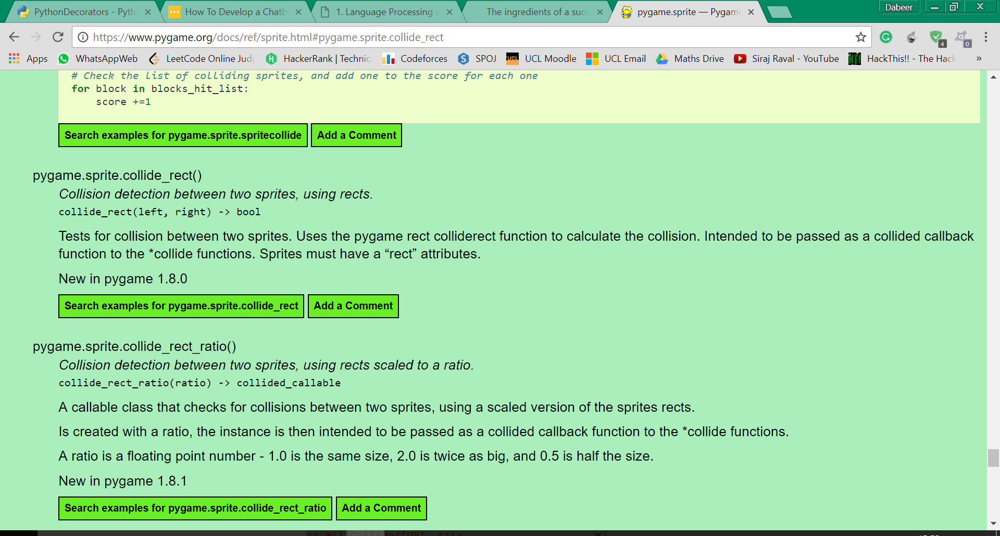 PythonDecorators - Pyth
How To Develop a Chatb
1. Language Processing a
The ingredients of a succ
pygame.sprite — Pygam
Dabeer
https://www.pygame.org/docs/ref/sprite.html#pygame.sprite.collide_rect
4
0
Apps
WhatsAppWeb
LeetCode Online Judg
HackerRank | Technic
Codeforces
SPOJ
UCL Moodle
UCL Email
Maths Drive
Siraj Raval - YouTube
HackThis!! - The Hack
»
# Check the list of colliding sprites, and add one to the score for each one
for block in blocks_hit_list:
score +=1
Search examples for pygame.sprite.spritecollide
Add a Comment
pygame.sprite.collide_rect()
Collision detection between two sprites, using rects.
collide_rect(left, right) -> bool
Tests for collision between two sprites. Uses the pygame rect colliderect function to calculate the collision. Intended to be passed as a collided callback
function to the *collide functions. Sprites must have a “rect” attributes.
New in pygame 1.8.0
Search examples for pygame.sprite.collide_rect
Add a Comment
pygame.sprite.collide_rect_ratio()
Collision detection between two sprites, using rects scaled to a ratio.
collide_rect_ratio(ratio) -> collided_callable
A callable class that checks for collisions between two sprites, using a scaled version of the sprites rects.
Is created with a ratio, the instance is then intended to be passed as a collided callback function to the *collide functions.
A ratio is a floating point number - 1.0 is the same size, 2.0 is twice as big, and 0.5 is half the size.
New in pygame 1.8.1
Search examples for pygame.sprite.collide_rect_ratio
Add a Comment